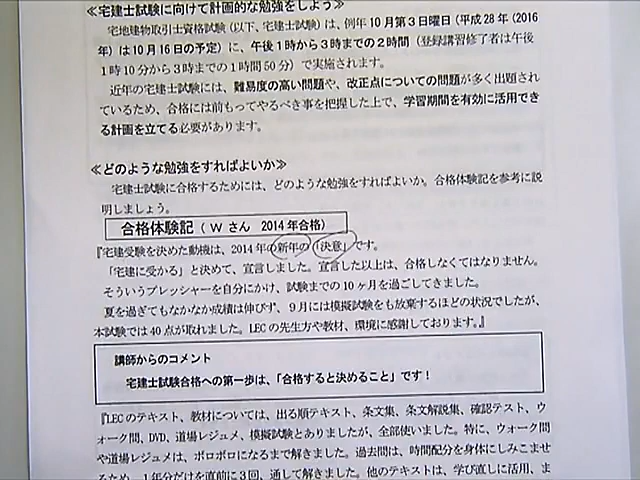 ≪宅建士試験に向けて計画的な勉強をしよう≫
宅地建物取引士資格試験（以下、宅建士試験）は、例年10月第3日曜日（平成28年（2016
年）は10月16日の予定）に、午後1時から3時までの2時間（登録講習修了者は午後
1時10分から3時までの1時間50分）で実施されます。
近年の宅建士試験には、難易度の高い問題や、改正点についての問題が多く出題され
ているため、合格には前もってやるべき事を把握した上で、学習期間を有効に活用でき
る計画を立てる必要があります。
≪どのような勉強をすればよいか≫
宅建士試験に合格するためには、どのような勉強をすればよいか。合格体験記を参考に説
明しましょう。
合格体験記（Wさん 2014年合格）
『宅建受験を決めた動機は、2014年の新年の「決意」です。
「宅建に受かる」と決めて、宣言しました。宣言した以上は、合格しなくてはなりません。
そういうプレッシャーを自分にかけ、試験までの10ヶ月を過ごしてきました。
夏を過ぎてもなかなか成績は伸びず、9月には模擬試験をも放棄するほどの状況でしたが、
本試験では40点が取れました。LECの先生方や教材、環境に感謝しております。』
講師からのコメント
宅建士試験合格への第一歩は、「合格すると決めること」です！
『LECのテキスト、教材については、出る順テキスト、条文集、条文解説集、確認テスト、ウ
ォーク問、DVD、道場レジュメ、模擬試験とありましたが、全部使いました。特に、ウォーク問
や道場レジュメは、ボロボロになるまで解きました。過去問は、時間配分を身体にしみこませ
るため、1年分だけを直前に3回、通して解きました。他のテキストは、学び直しに活用、ま